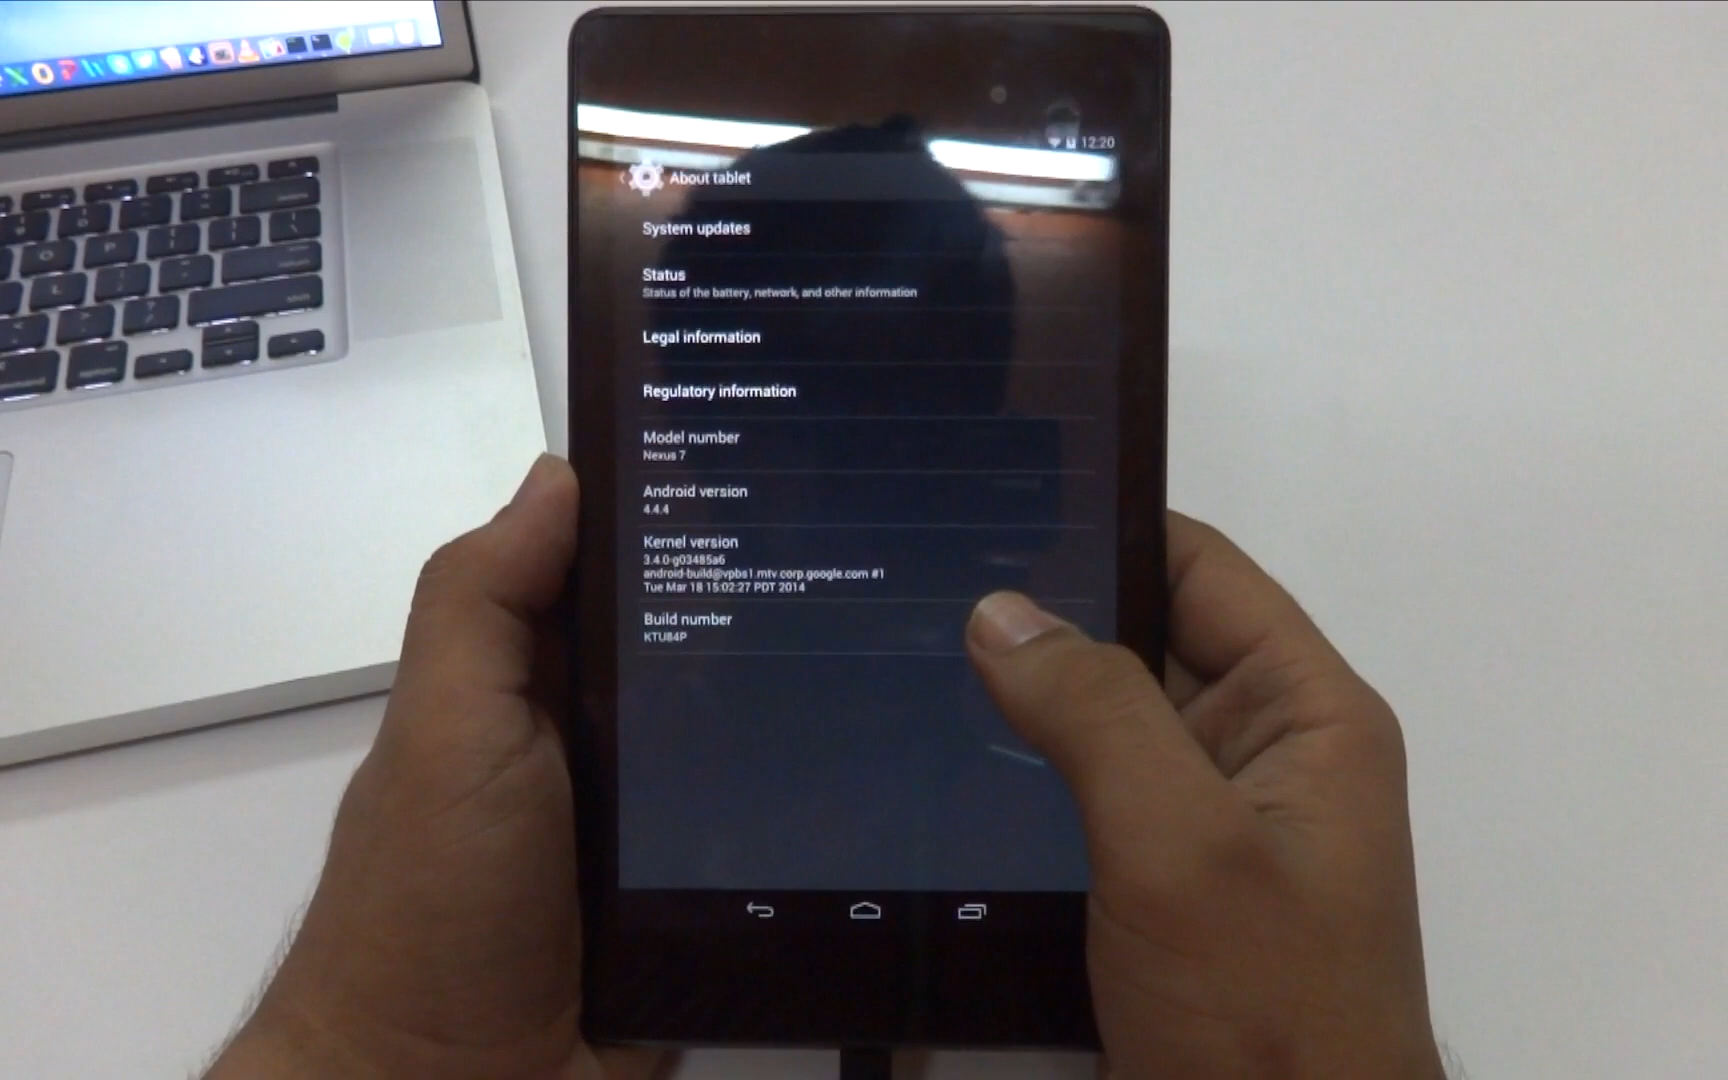 12:20
About tablet
System updates
Status
Status of the battery, network, and other information
Legal information
Regulatory information
Model number
Nexus 7
Android version
4.4.4
Kernel version
3.4.0-g03485a6
android-build@vpbs1.mtv.corp.google.com #1
Tue Mar 18 15:02:27 PDT 2014
Build number
KTU84P